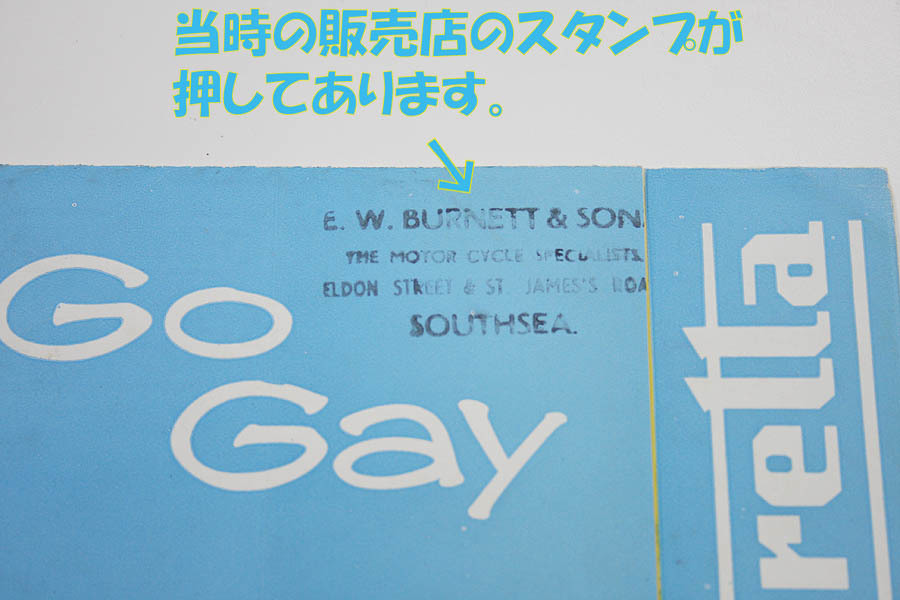 当時の販売店のスタンプが
押してあります。
E. W. BURNETT & SON.
THE MOTOR CYCLE SPECIALISTS.
ELDON STREET & ST. JAMES'S ROA
SOUTHSEA.
Go
Gay
retta